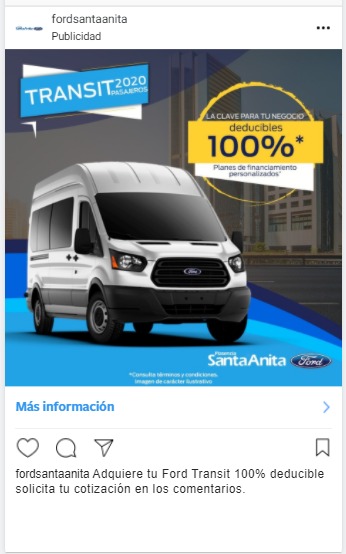 fordsantaanita
Publicidad
TRANSIT 2020
PASAJEROS
LA CLAVE PARA TU NEGOCIO
deducibles
100%*
Planes de financiamiento
personalizados*
Ford
Plasencia
SantaAnita Ford
*Consulta términos y condiciones.
Imagen de carácter ilustrativo
Más información
fordsantaanita Adquiere tu Ford Transit 100% deducible
solicita tu cotización en los comentarios.